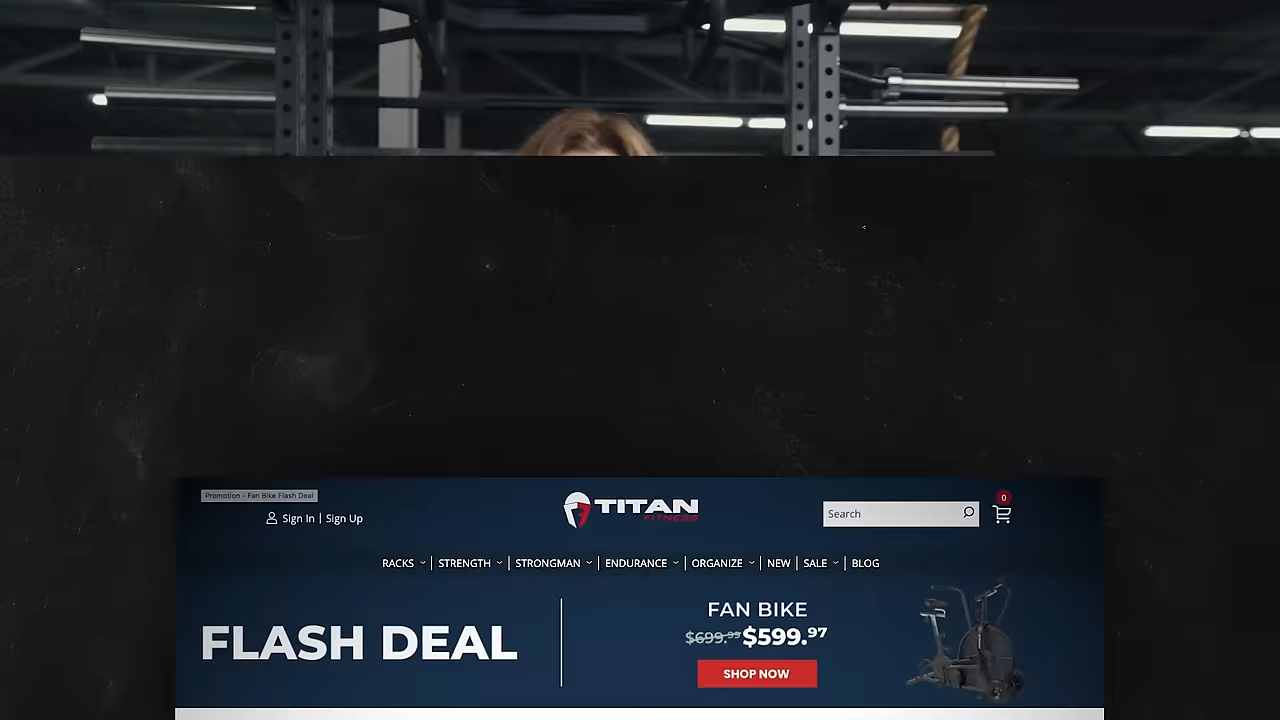 Promotion - Fan Bike Flash Deal
Sign In | Sign Up
TITAN
FITNESS
Search
0
RACKS
STRENGTH
STRONGMAN
ENDURANCE
ORGANIZE
NEW
SALE
BLOG
FLASH DEAL
FAN BIKE
$699.99 $599.97
SHOP NOW